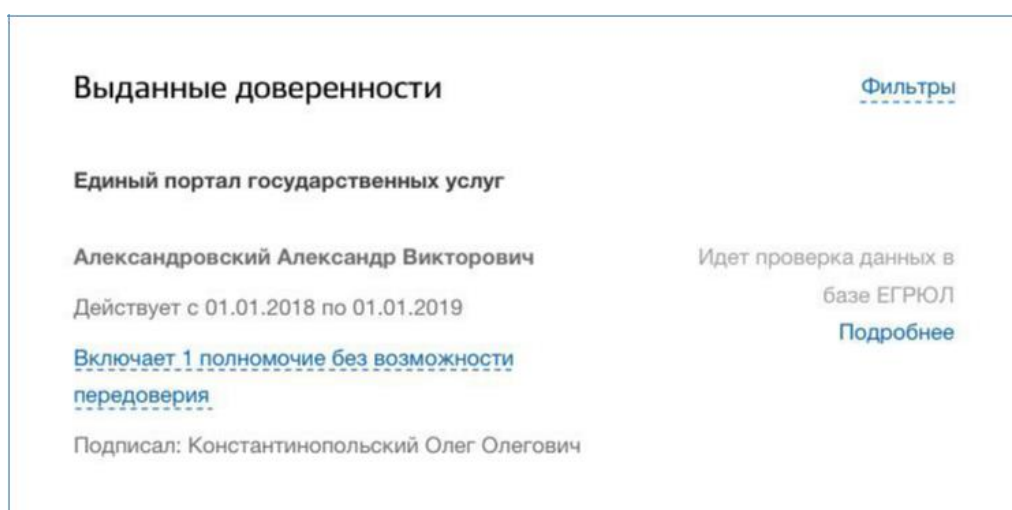 Выданные доверенности
Фильтры
Единый портал государственных услуг
Александровский Александр Викторович
Идет проверка данных в
базе ЕГРЮЛ
Подробнее
Действует с 01.01.2018 по 01.01.2019
Включает 1 полномочие без возможности
передоверия
Подписал: Константинопольский Олег Олегович